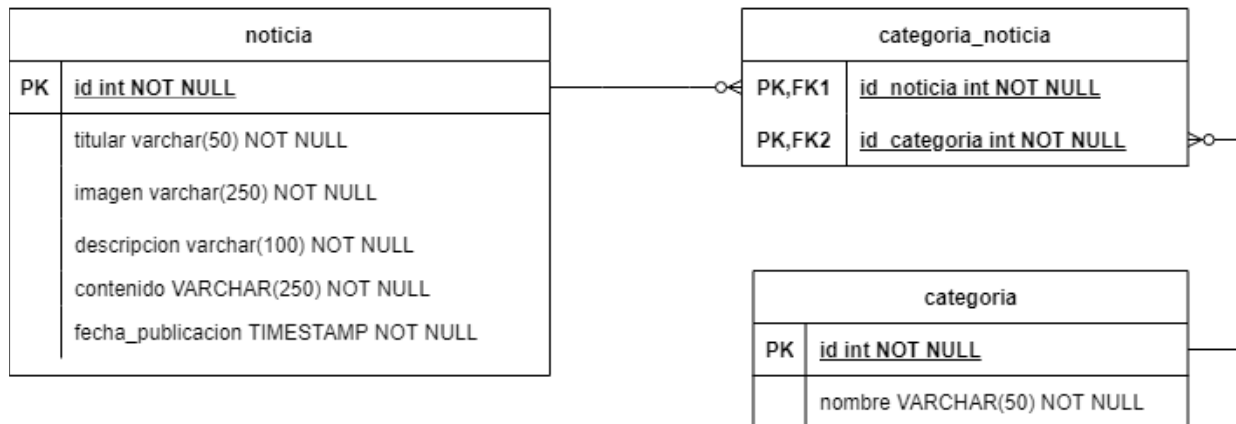 noticia
PK id int NOT NULL
titular varchar(50) NOT NULL
imagen varchar(250) NOT NULL
descripcion varchar(100) NOT NULL
contenido VARCHAR(250) NOT NULL
fecha_publicacion TIMESTAMP NOT NULL
categoria_noticia
PK,FK1 id_noticia int NOT NULL
PK,FK2 id_categoria int NOT NULL
categoria
PK id int NOT NULL
nombre VARCHAR(50) NOT NULL